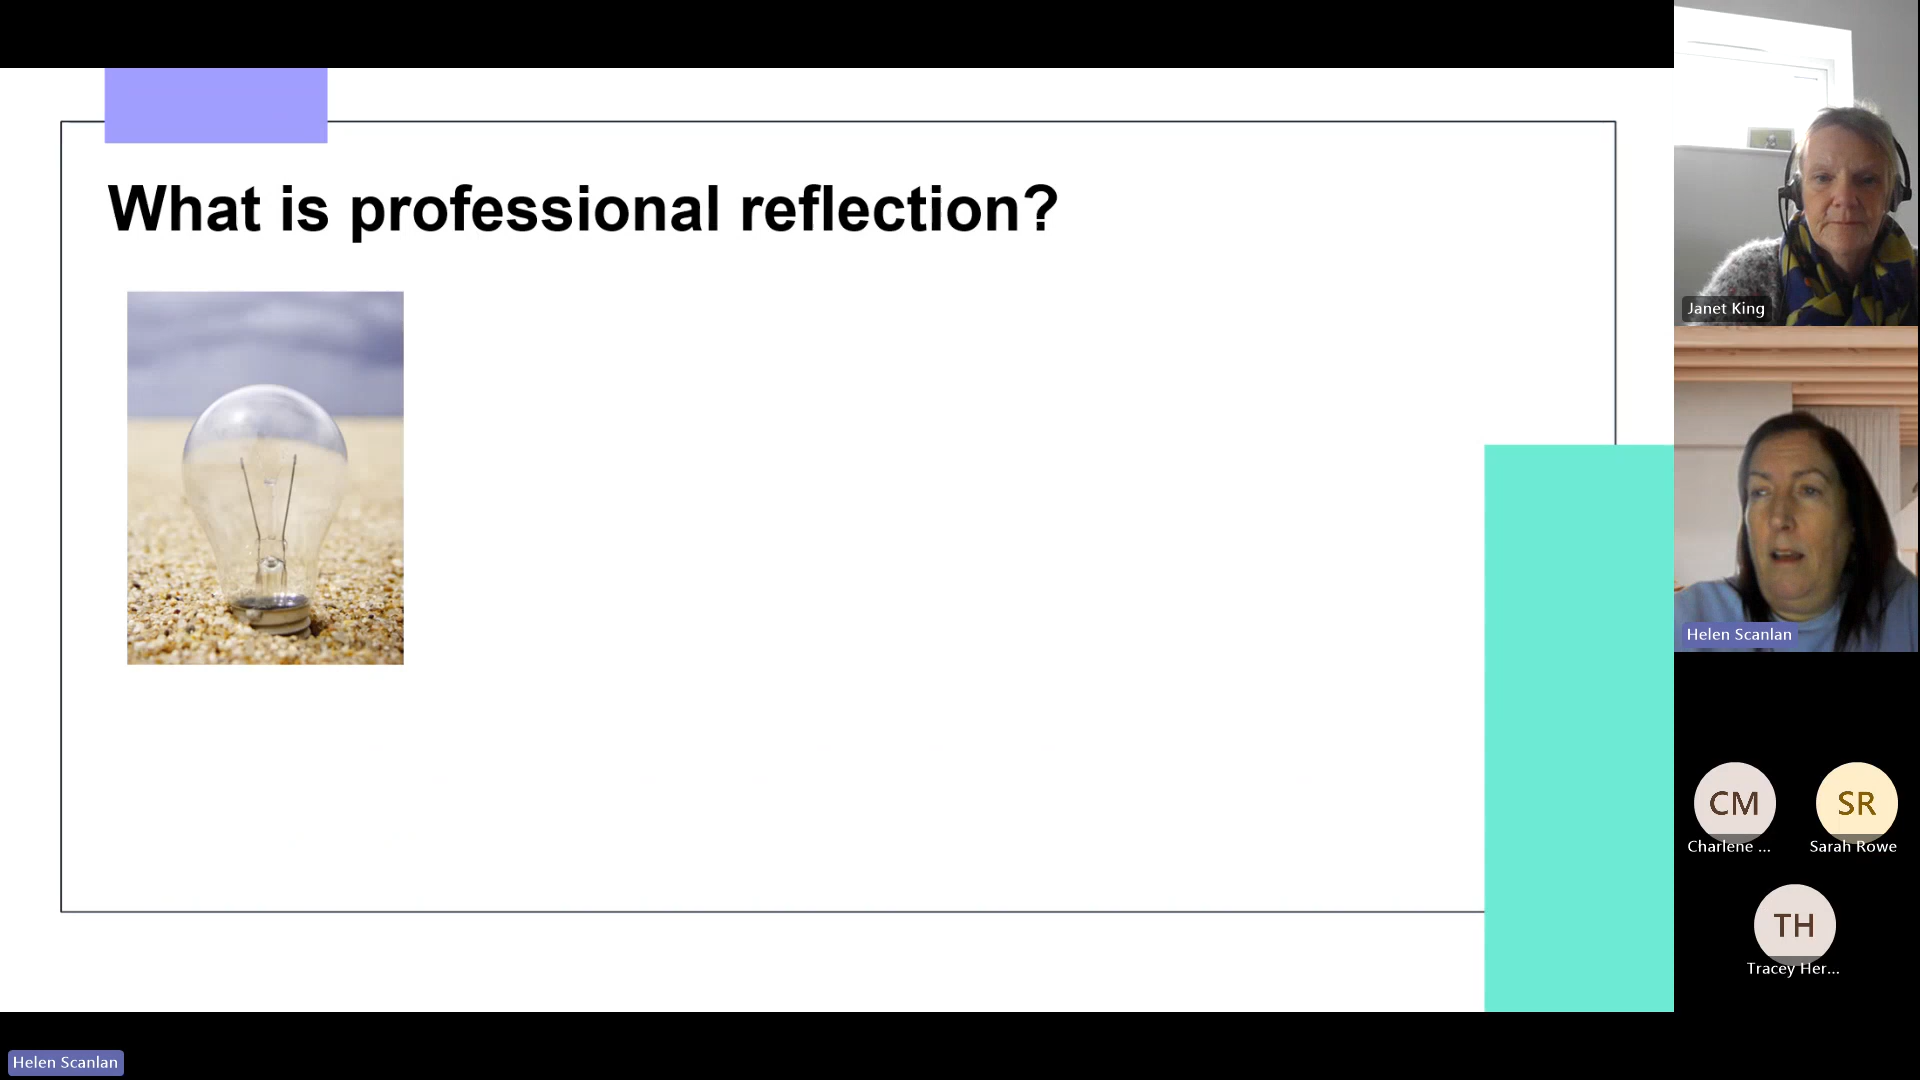 What is professional reflection?
Janet King
Helen Scanlan
CM
SR
Charlene ...
Sarah Rowe
TH
Tracey Her...
Helen Scanlan